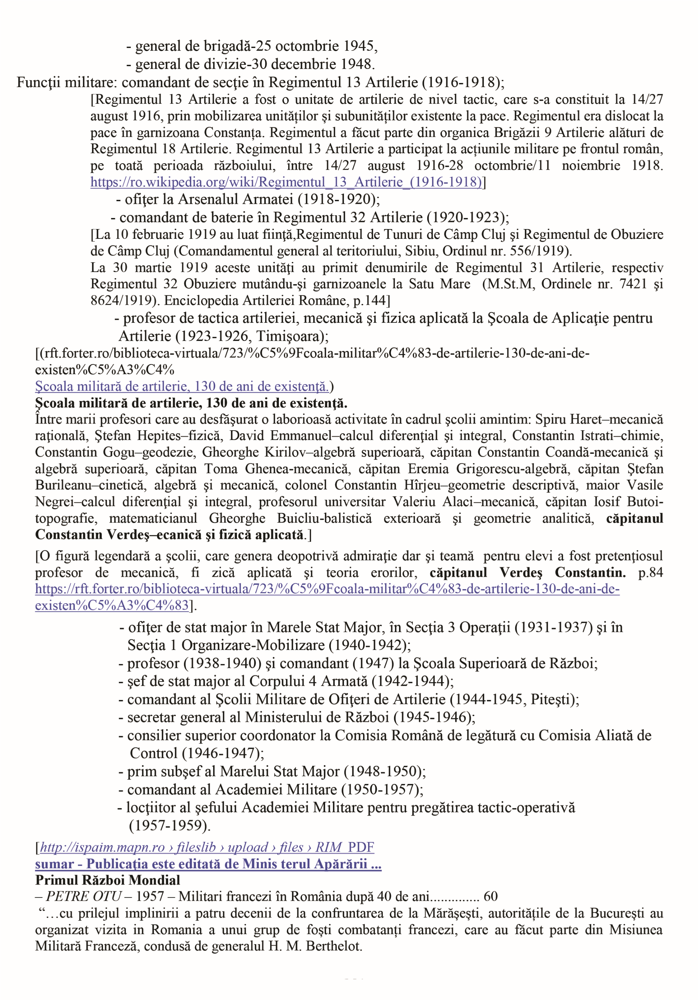 - general de brigadă-25 octombrie 1945,
- general de divizie-30 decembrie 1948.
Funcţii militare: comandant de secţie în Regimentul 13 Artilerie (1916-1918);
[Regimentul 13 Artilerie a fost o unitate de artilerie de nivel tactic, care s-a constituit la 14/27
august 1916, prin mobilizarea unităților și subunităților existente la pace. Regimentul era dislocat la
pace în garnizoana Constanța. Regimentul a făcut parte din organica Brigăzii 9 Artilerie alături de
Regimentul 18 Artilerie. Regimentul 13 Artilerie a participat la acțiunile militare pe frontul român,
pe toată perioada războiului, între 14/27 august 1916-28 octombrie/11 noiembrie 1918.
https://ro.wikipedia.org/wiki/Regimentul_13_Artilerie_(1916-1918)]
- ofiţer la Arsenalul Armatei (1918-1920);
- comandant de baterie în Regimentul 32 Artilerie (1920-1923);
[La 10 februarie 1919 au luat fiinţă,Regimentul de Tunuri de Câmp Cluj şi Regimentul de Obuziere
de Câmp Cluj (Comandamentul general al teritoriului, Sibiu, Ordinul nr. 556/1919).
La 30 martie 1919 aceste unităţi au primit denumirile de Regimentul 31 Artilerie, respectiv
Regimentul 32 Obuziere mutându-şi garnizoanele la Satu Mare (M.St.M, Ordinele nr. 7421 şi
8624/1919). Enciclopedia Artileriei Române, p.144]
- profesor de tactica artileriei, mecanică şi fizica aplicată la Şcoala de Aplicaţie pentru
Artilerie (1923-1926, Timişoara);
[(rft.forter.ro/biblioteca-virtuala/723/%C5%9Fcoala-militar%C4%83-de-artilerie-130-de-ani-de-
existen%C5%A3%C4%
Şcoala militară de artilerie, 130 de ani de existenţă.)
Şcoala militară de artilerie, 130 de ani de existenţă.
Între marii profesori care au desfăşurat o laborioasă activitate în cadrul şcolii amintim: Spiru Haret–mecanică
raţională, Ştefan Hepites–fizică, David Emmanuel–calcul diferenţial şi integral, Constantin Istrati–chimie,
Constantin Gogu–geodezie, Gheorghe Kirilov–algebră superioară, căpitan Constantin Coandă-mecanică şi
algebră superioară, căpitan Toma Ghenea-mecanică, căpitan Eremia Grigorescu-algebră, căpitan Ştefan
Burileanu–cinetică, algebră şi mecanică, colonel Constantin Hîrjeu–geometrie descriptivă, maior Vasile
Negrei–calcul diferenţial şi integral, profesorul universitar Valeriu Alaci–mecanică, căpitan Iosif Butoi-
topografie, matematicianul Gheorghe Buicliu-balistică exterioară şi geometrie analitică, căpitanul
Constantin Verdeş–ecanică şi fizică aplicată.]
[O figură legendară a şcolii, care genera deopotrivă admiraţie dar şi teamă pentru elevi a fost pretenţiosul
profesor de mecanică, fi zică aplicată şi teoria erorilor, căpitanul Verdeş Constantin. p.84
https://rft.forter.ro/biblioteca-virtuala/723/%C5%9Fcoala-militar%C4%83-de-artilerie-130-de-ani-de-
existen%C5%A3%C4%83].
- ofiţer de stat major în Marele Stat Major, în Secţia 3 Operaţii (1931-1937) şi în
Secţia 1 Organizare-Mobilizare (1940-1942);
- profesor (1938-1940) şi comandant (1947) la Şcoala Superioară de Război;
- şef de stat major al Corpului 4 Armată (1942-1944);
- comandant al Şcolii Militare de Ofiţeri de Artilerie (1944-1945, Piteşti);
- secretar general al Ministerului de Război (1945-1946);
- consilier superior coordonator la Comisia Română de legătură cu Comisia Aliată de
Control (1946-1947);
- prim subşef al Marelui Stat Major (1948-1950);
- comandant al Academiei Militare (1950-1957);
- locţiitor al şefului Academiei Militare pentru pregătirea tactic-operativă
(1957-1959).
[http://ispaim.mapn.ro › fileslib › upload › files › RIM PDF
sumar - Publicația este editată de Minis terul Apărării ...
Primul Război Mondial
– PETRE OTU – 1957 – Militari francezi în România după 40 de ani............. 60
“…cu prilejul implinirii a patru decenii de la confruntarea de la Mărășești, autoritățile de la București au
organizat vizita in Romania a unui grup de foști combatanți francezi, care au făcut parte din Misiunea
Militară Franceză, condusă de generalul H. M. Berthelot.